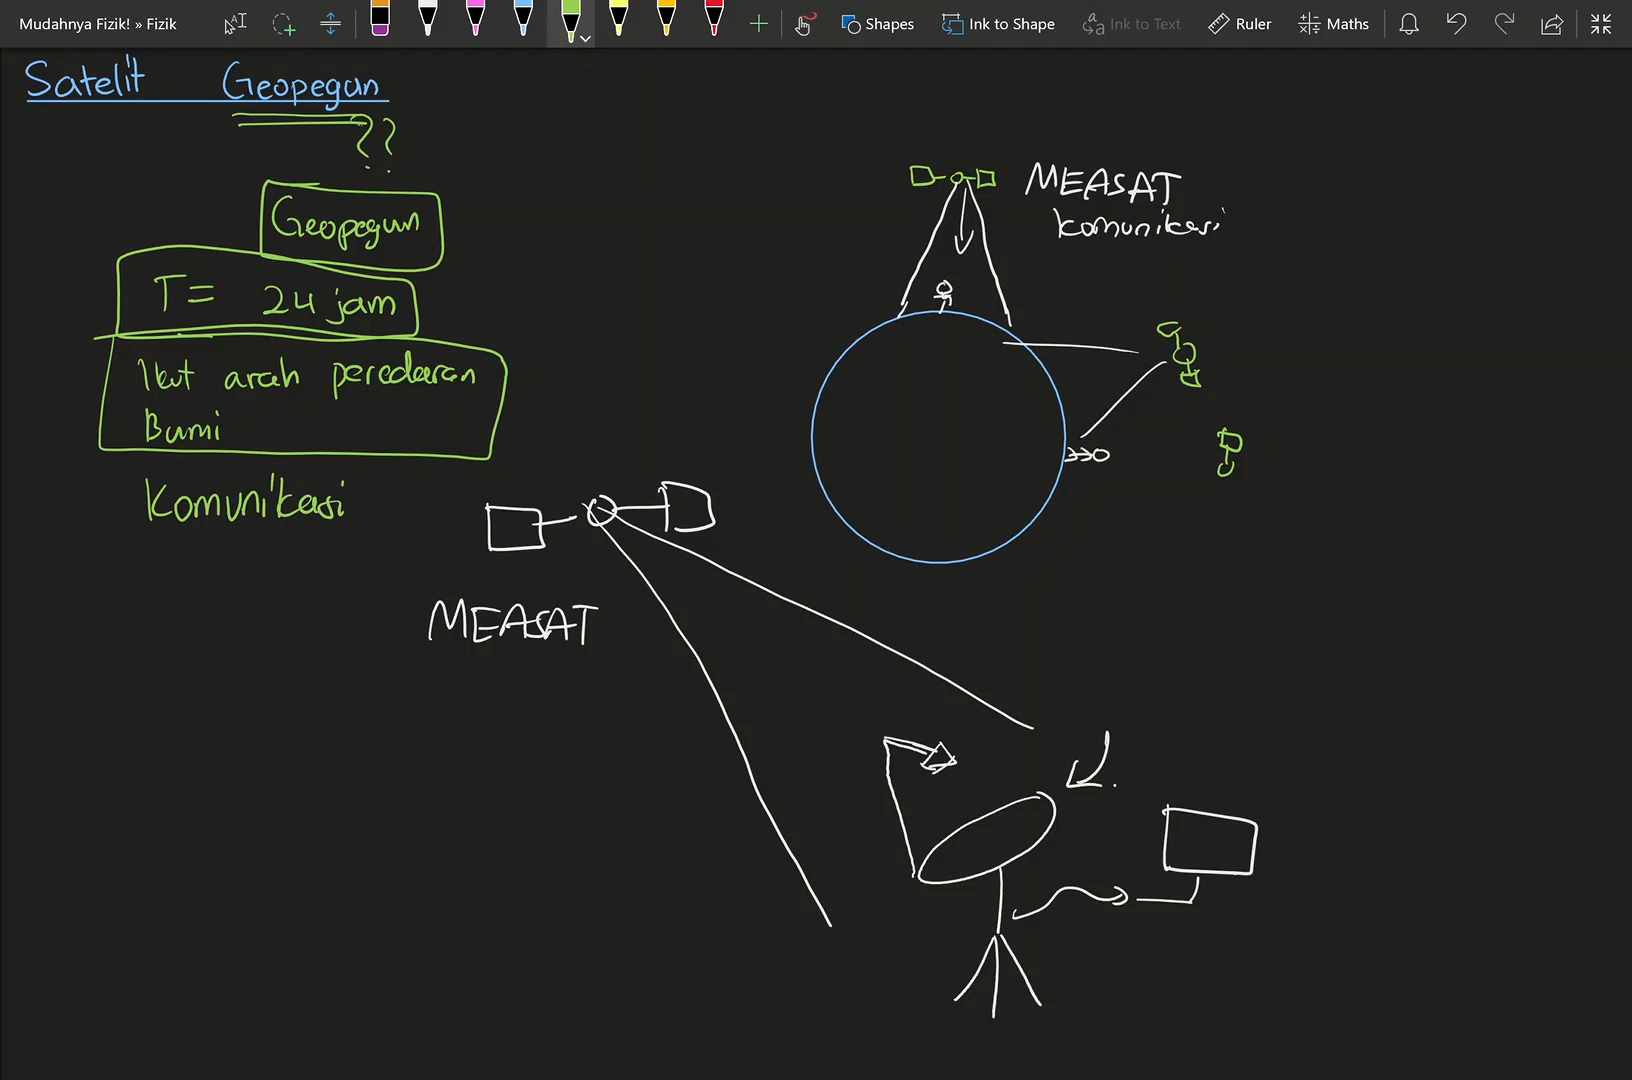 Mudahnya Fizik! » Fizik
Shapes
Ink to Shape
Ink to Text
Ruler
Maths
Satelit Geopegun
??
Geopegun
T = 24 jam
Ikut arah peredaran
Bumi
Komunikasi
MEASAT
komunikasi
MEASAT